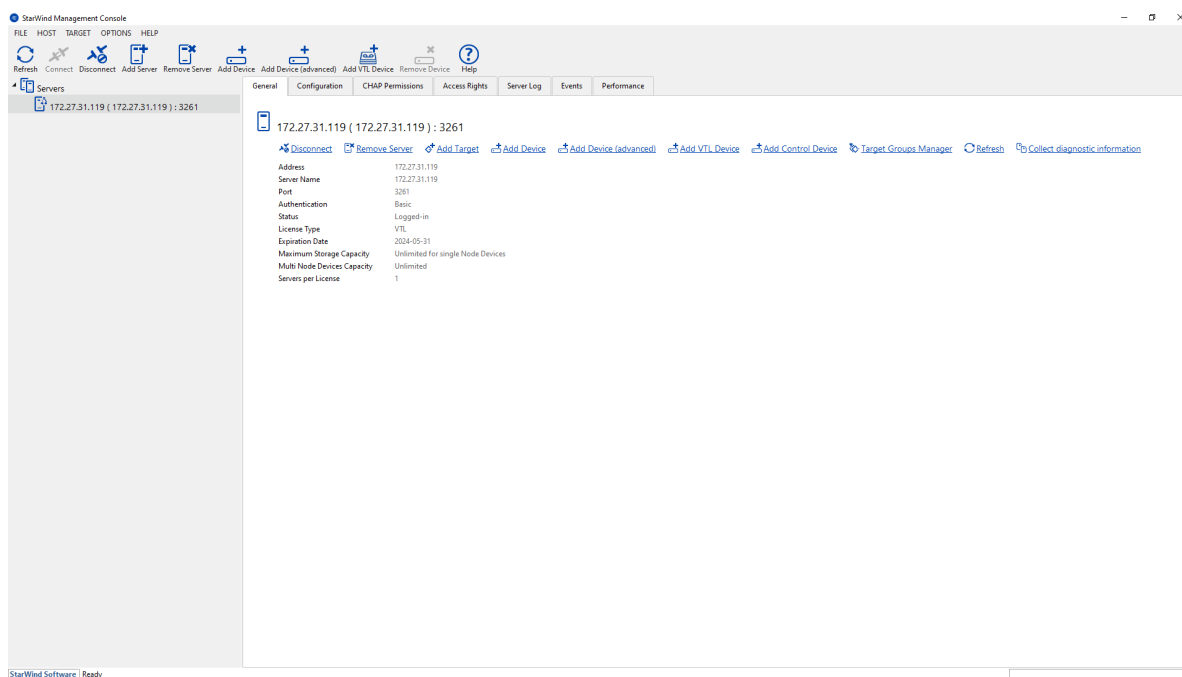 StarWind Management Console
FILE HOST TARGET OPTIONS HELP
Refresh Connect Disconnect Add Server Remove Server Add Device Add Device (advanced) Add VTL Device Remove Device Help
Servers
172.27.31.119 ( 172.27.31.119 ) : 3261
General Configuration CHAP Permissions Access Rights Server Log Events Performance
172.27.31.119 ( 172.27.31.119 ) : 3261
Disconnect Remove Server Add Target Add Device Add Device (advanced) Add VTL Device Add Control Device Target Groups Manager Refresh Collect diagnostic information
Address 172.27.31.119
Server Name 172.27.31.119
Port 3261
Authentication Basic
Status Logged-in
License Type VTL
Expiration Date 2024-05-31
Maximum Storage Capacity Unlimited for single Node Devices
Multi Node Devices Capacity Unlimited
Servers per License 1
StarWind Software Ready